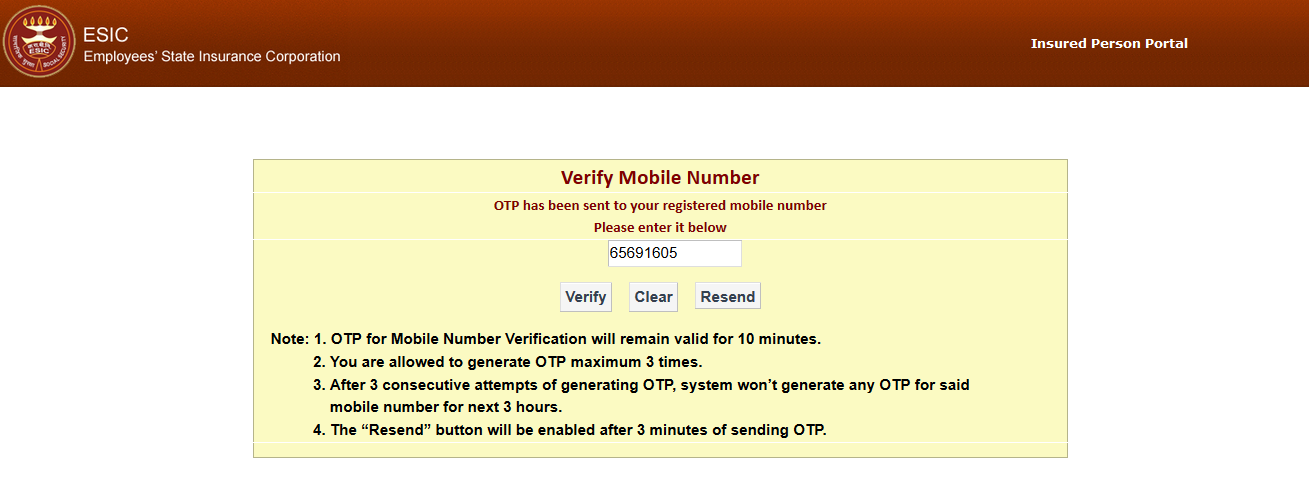 ESIC
Employees' State Insurance Corporation
Insured Person Portal
ESIC
SOCIAL SECURITY
Verify Mobile Number
OTP has been sent to your registered mobile number
Please enter it below
65691605
Verify Clear Resend
Note: 1. OTP for Mobile Number Verification will remain valid for 10 minutes.
2. You are allowed to generate OTP maximum 3 times.
3. After 3 consecutive attempts of generating OTP, system won’t generate any OTP for said
mobile number for next 3 hours.
4. The “Resend” button will be enabled after 3 minutes of sending OTP.